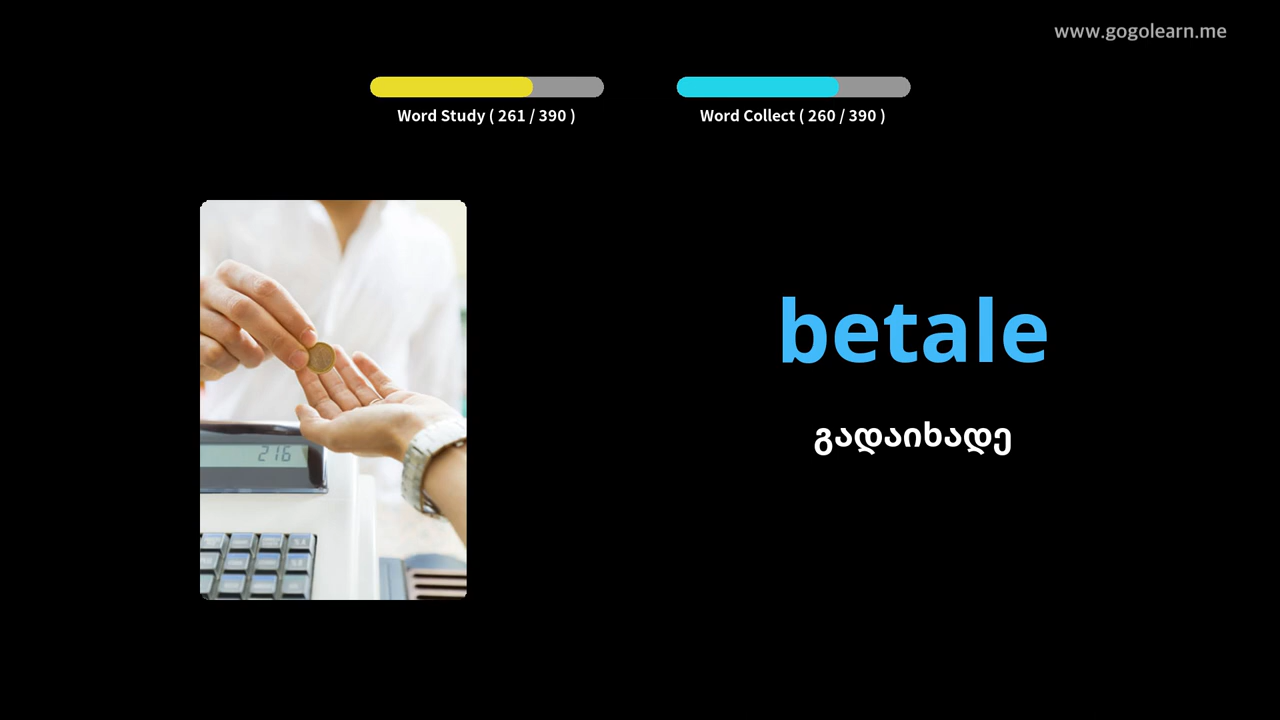 www.gogolearn.me
Word Study ( 261 / 390 )
Word Collect ( 260 / 390 )
216
betale
გადაიხადე